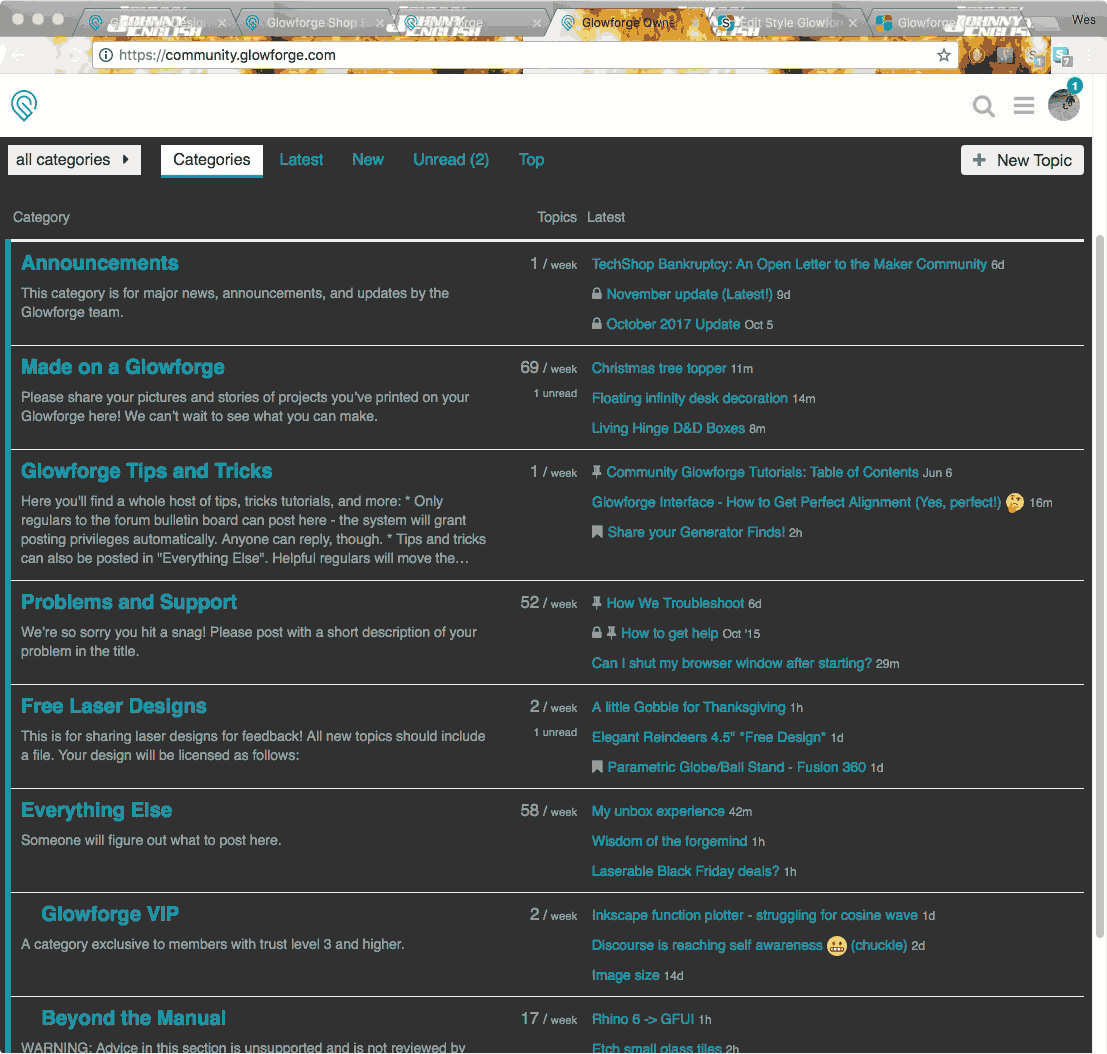 Glowforge Shop
Glowforge Owne
Edit Style Glowfor
Glowforge
Wes
https://community.glowforge.com
1
7
1
all categories
Categories
Latest
New
Unread (2)
Top
+ New Topic
Category
Topics
Latest
Announcements
This category is for major news, announcements, and updates by the
Glowforge team.
1 / week
TechShop Bankruptcy: An Open Letter to the Maker Community 6d
November update (Latest!) 9d
October 2017 Update Oct 5
Made on a Glowforge
Please share your pictures and stories of projects you've printed on your
Glowforge here! We can't wait to see what you can make.
69 / week
1 unread
Christmas tree topper 11m
Floating infinity desk decoration 14m
Living Hinge D&D Boxes 8m
Glowforge Tips and Tricks
Here you'll find a whole host of tips, tricks tutorials, and more: * Only
regulars to the forum bulletin board can post here - the system will grant
posting privileges automatically. Anyone can reply, though. * Tips and tricks
can also be posted in "Everything Else". Helpful regulars will move the…
1 / week
Community Glowforge Tutorials: Table of Contents Jun 6
Glowforge Interface - How to Get Perfect Alignment (Yes, perfect!) 🤔 16m
Share your Generator Finds! 2h
Problems and Support
We're so sorry you hit a snag! Please post with a short description of your
problem in the title.
52 / week
How We Troubleshoot 6d
How to get help Oct '15
Can I shut my browser window after starting? 29m
Free Laser Designs
This is for sharing laser designs for feedback! All new topics should include
a file. Your design will be licensed as follows:
2 / week
1 unread
A little Gobble for Thanksgiving 1h
Elegant Reindeers 4.5" *Free Design* 1d
Parametric Globe/Ball Stand - Fusion 360 1d
Everything Else
Someone will figure out what to post here.
58 / week
My unbox experience 42m
Wisdom of the forgemind 1h
Laserable Black Friday deals? 1h
Glowforge VIP
A category exclusive to members with trust level 3 and higher.
2 / week
Inkscape function plotter - struggling for cosine wave 1d
Discourse is reaching self awareness 😬 (chuckle) 2d
Image size 14d
Beyond the Manual
WARNING: Advice in this section is unsupported and is not reviewed by
17 / week
Rhino 6 -> GFUI 1h
Etch small glass tiles 2h